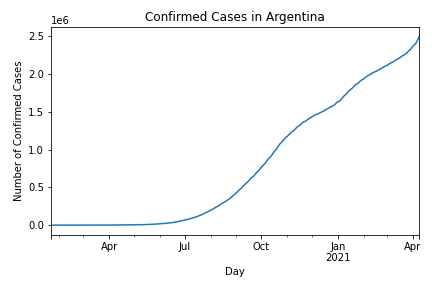 Confirmed Cases in Argentina
1e6
2.5
2.0
1.5
1.0
0.5
0.0
Number of Confirmed Cases
Apr Jul Oct Jan Apr
2021
Day